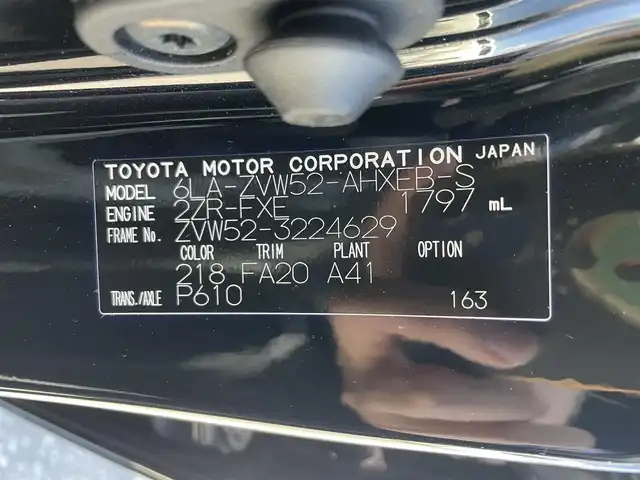 TOYOTA MOTOR CORPORATION JAPAN
MODEL 6LA-ZVW52-AHXEB-S
ENGINE 2ZR-FXE 1797 mL
FRAME No. ZVW52-3224629
COLOR TRIM PLANT OPTION
218 FA20 A41
TRANS./AXLE P610 163